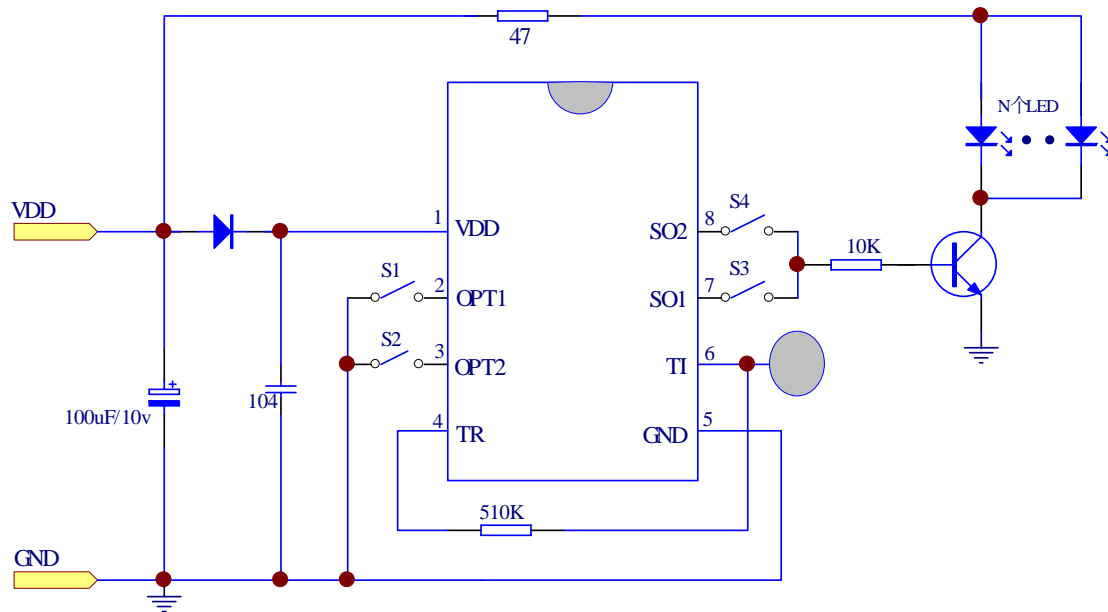 47
N个LED
VDD
1
VDD
SO2
8
S4
10K
S1
2
OPT1
SO1
7
S3
S2
3
OPT2
TI
6
+
100uF/10v
104
4
TR
GND
5
510K
GND